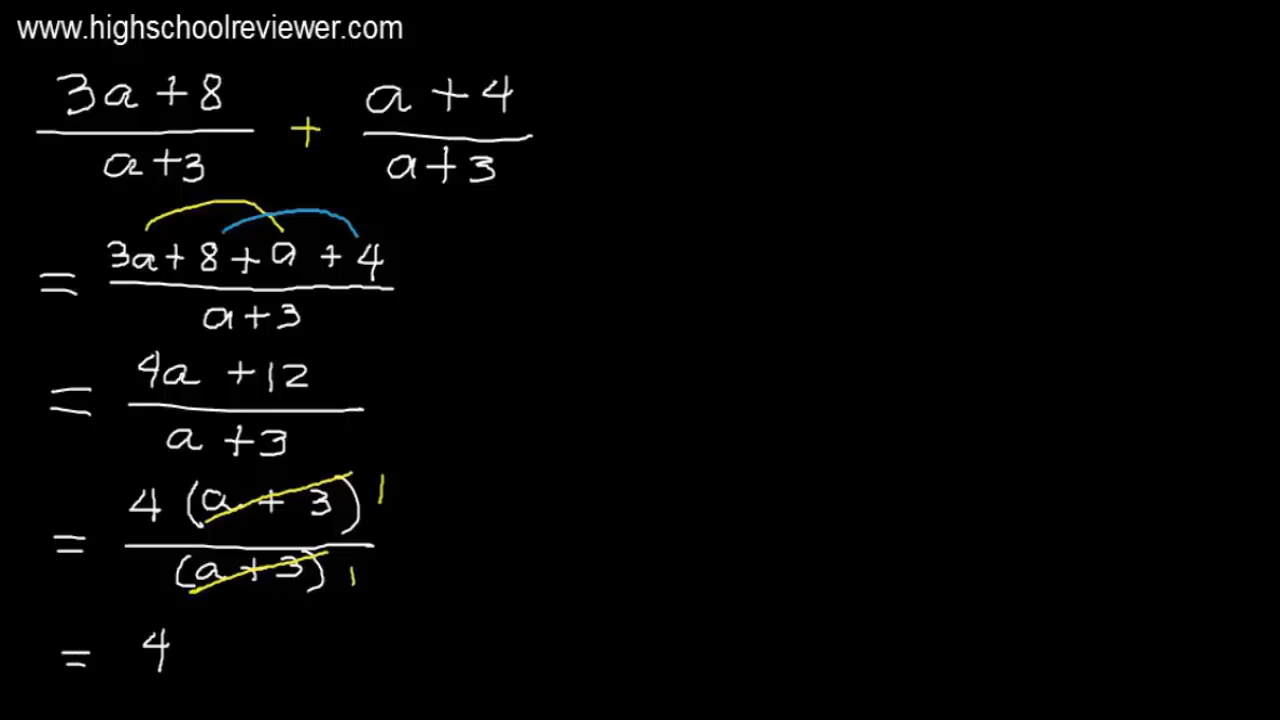 www.highschoolreviewer.com
3a+8 + a+4
a+3 a+3
= 3a+8+a+4
a+3
= 4a+12
a+3
= 4(a+3) 1
(a+3) 1
= 4